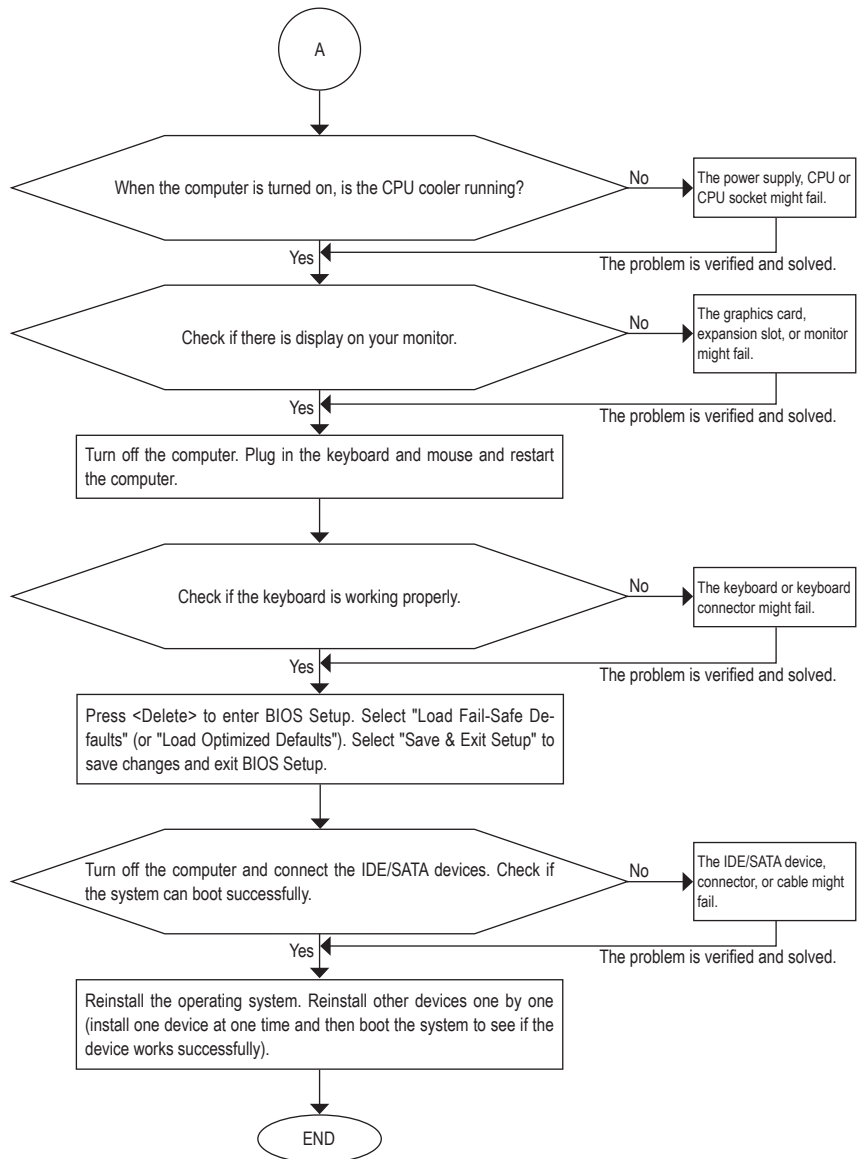 A
When the computer is turned on, is the CPU cooler running?
No
The power supply, CPU or
CPU socket might fail.
Yes
The problem is verified and solved.
Check if there is display on your monitor.
No
The graphics card,
expansion slot, or monitor
might fail.
Yes
The problem is verified and solved.
Turn off the computer. Plug in the keyboard and mouse and restart
the computer.
Check if the keyboard is working properly.
No
The keyboard or keyboard
connector might fail.
Yes
The problem is verified and solved.
Press <Delete> to enter BIOS Setup. Select "Load Fail-Safe De-
faults" (or "Load Optimized Defaults"). Select "Save & Exit Setup" to
save changes and exit BIOS Setup.
Turn off the computer and connect the IDE/SATA devices. Check if
the system can boot successfully.
No
The IDE/SATA device,
connector, or cable might
fail.
Yes
The problem is verified and solved.
Reinstall the operating system. Reinstall other devices one by one
(install one device at one time and then boot the system to see if the
device works successfully).
END